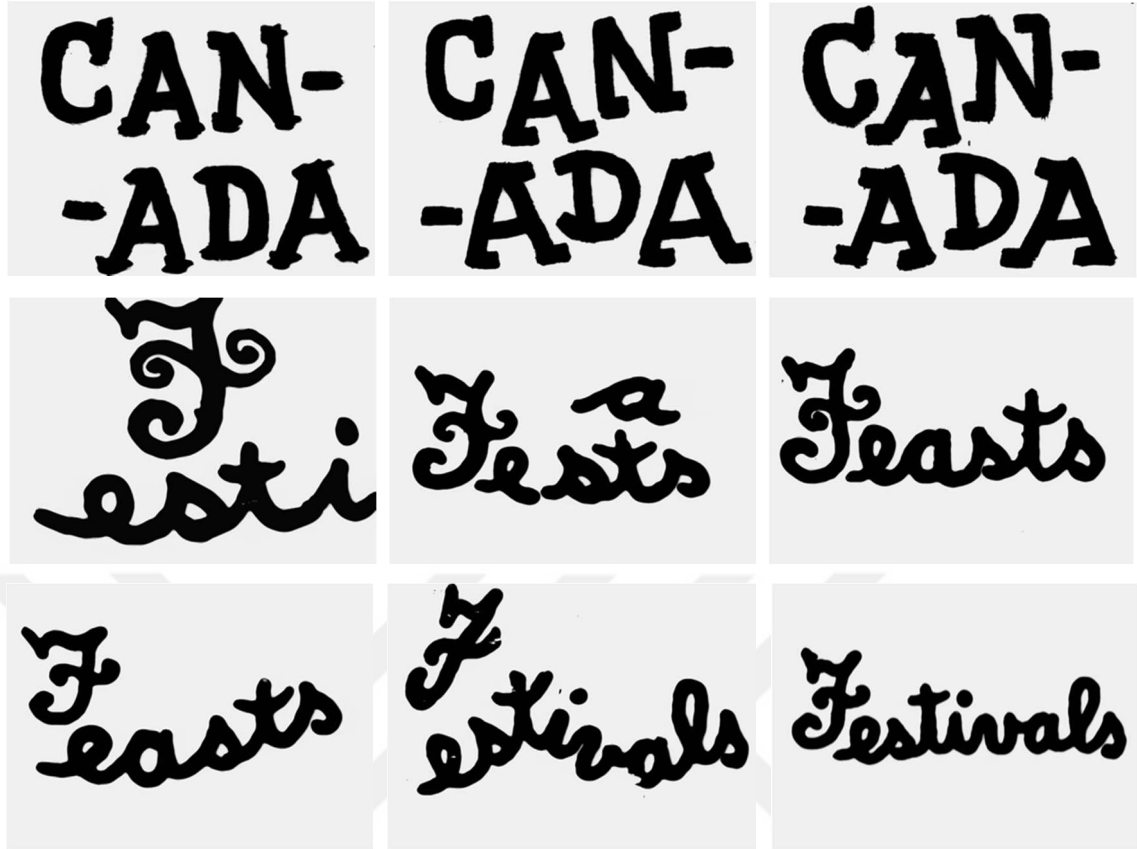 CAN-
-ADA
CAN-
-ADA
CAN-
-ADA
F
esti
a
Fests
Feasts
F
easts
F
estivals
Festivals